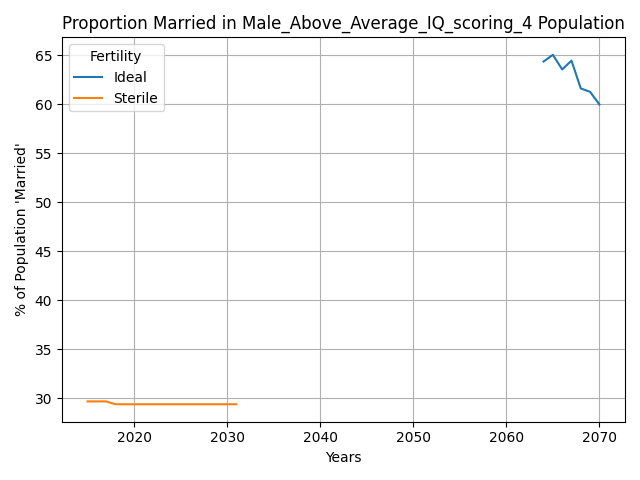 Proportion Married in Male_Above_Average_IQ_scoring_4 Population
Fertility
Ideal
Sterile
% of Population 'Married'
65
60
55
50
45
40
35
30
2020
2030
2040
2050
2060
2070
Years